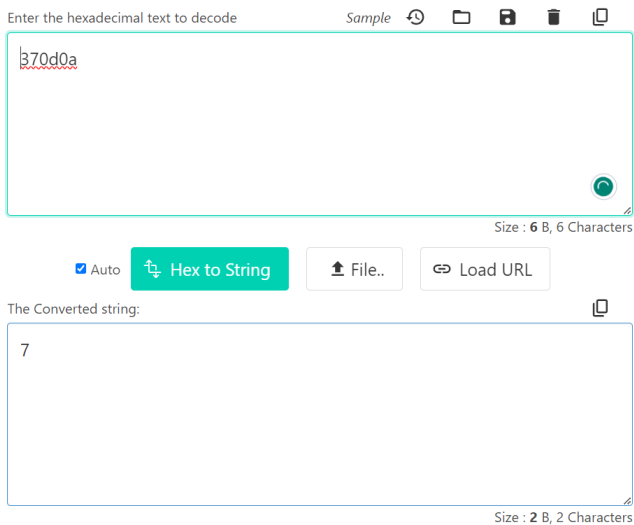 Enter the hexadecimal text to decode Sample
370d0a
Size : 6 B, 6 Characters
Auto Hex to String File.. Load URL
The Converted string:
7
Size : 2 B, 2 Characters